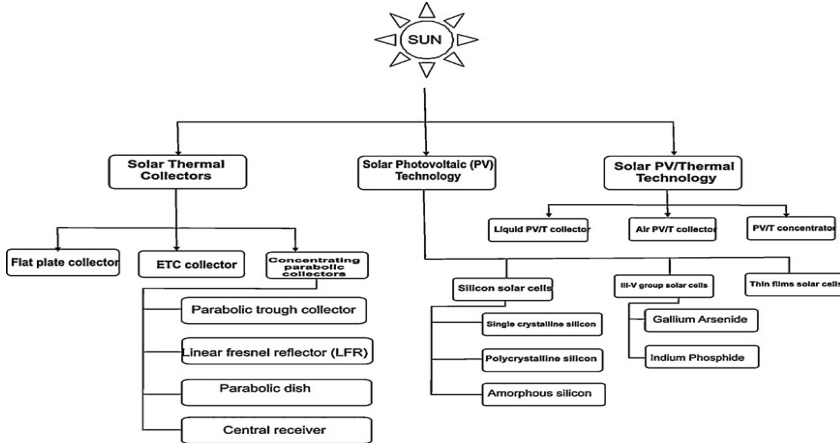 SUN
Solar Thermal
Collectors
Solar Photovoltaic (PV)
Technology
Solar PV/Thermal
Technology
Liquid PV/T collector
Air PV/T collector
PV/T concentrator
Flat plate collector
ETC collector
Concentrating
parabolic
collectors
Silicon solar cells
III-V group solar cells
Thin films solar cells
Parabolic trough collector
Linear fresnel reflector (LFR)
Parabolic dish
Central receiver
Single crystalline silicon
Polycrystalline silicon
Amorphous silicon
Gallium Arsenide
Indium Phosphide